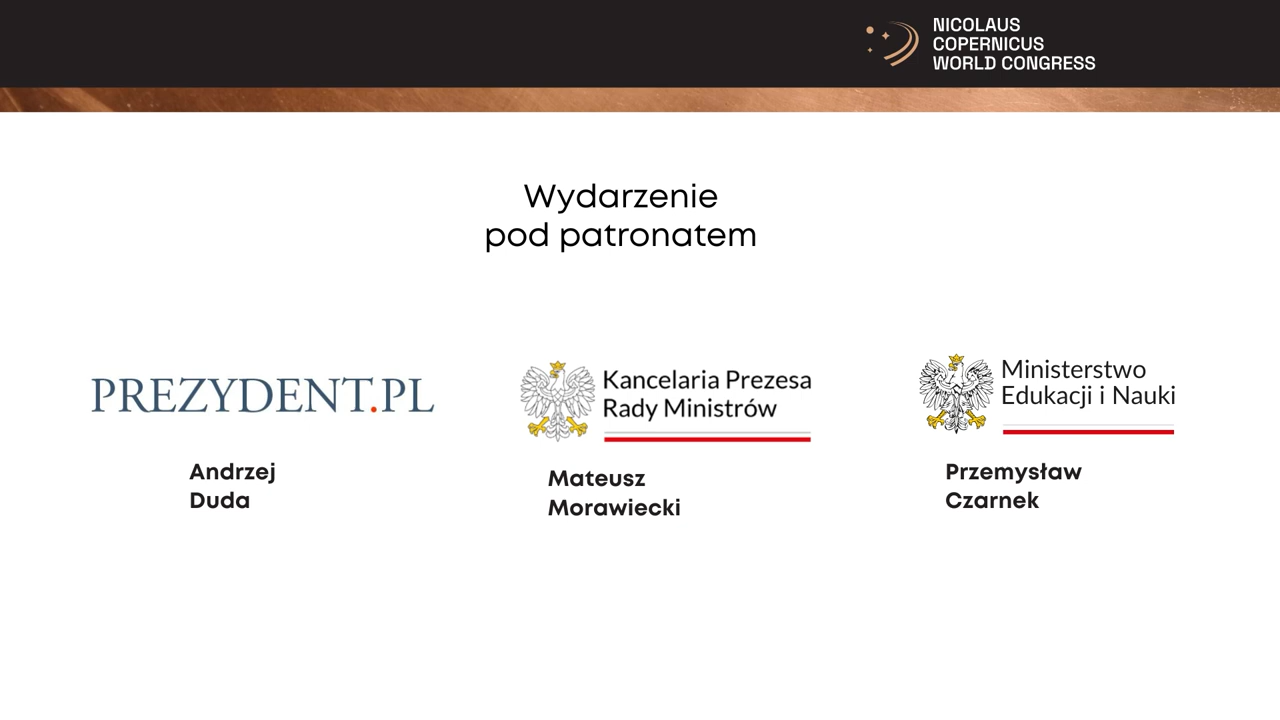 NICOLAUS
COPERNICUS
WORLD CONGRESS
Wydarzenie
pod patronatem
PREZYDENT.PL
Andrzej
Duda
Kancelaria Prezesa
Rady Ministrów
Mateusz
Morawiecki
Ministerstwo
Edukacji i Nauki
Przemysław
Czarnek